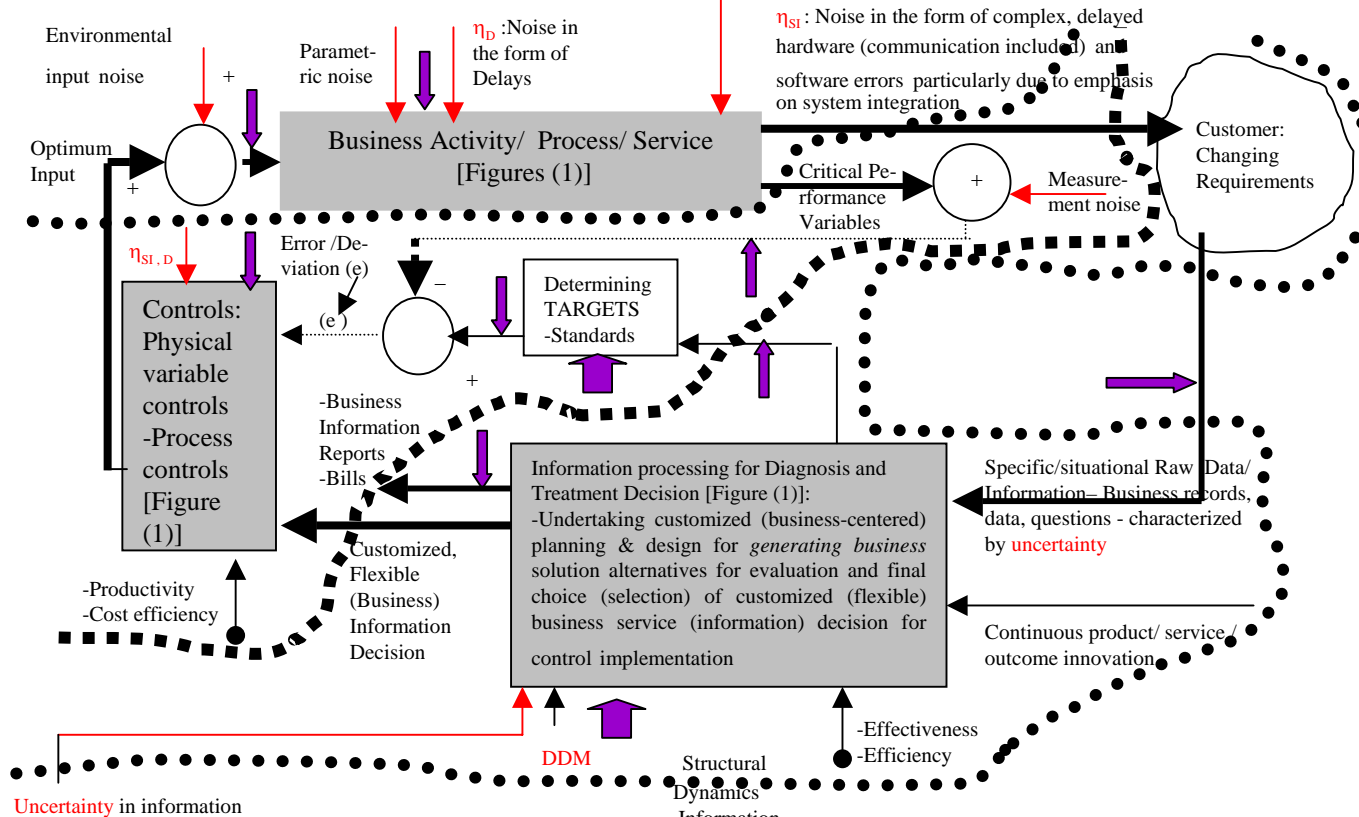 Environmental
input noise
+
Optimum
Input
+
Paramet-
ric noise
η_D :Noise in
the form of
Delays
η_SI : Noise in the form of complex, delayed
hardware (communication included) and
software errors particularly due to emphasis
on system integration
Business Activity/ Process/ Service
[Figures (1)]
Customer:
Changing
Requirements
Critical Pe-
rformance
Variables
+
Measure-
ment noise
η_SI, D
Error /De-
viation (e)
(e )
−
+
Determining
TARGETS
-Standards
Controls:
Physical
variable
controls
-Process
controls
[Figure
(1)]
-Business
Information
Reports
-Bills
Information processing for Diagnosis and
Treatment Decision [Figure (1)]:
-Undertaking customized (business-centered)
planning & design for generating business
solution alternatives for evaluation and final
choice (selection) of customized (flexible)
business service (information) decision for
control implementation
Specific/situational Raw Data/
Information– Business records,
data, questions - characterized
by uncertainty
Customized,
Flexible
(Business)
Information
Decision
-Productivity
-Cost efficiency
Continuous product/ service /
outcome innovation
DDM
-Effectiveness
-Efficiency
Structural
Dynamics
Information
Uncertainty in information